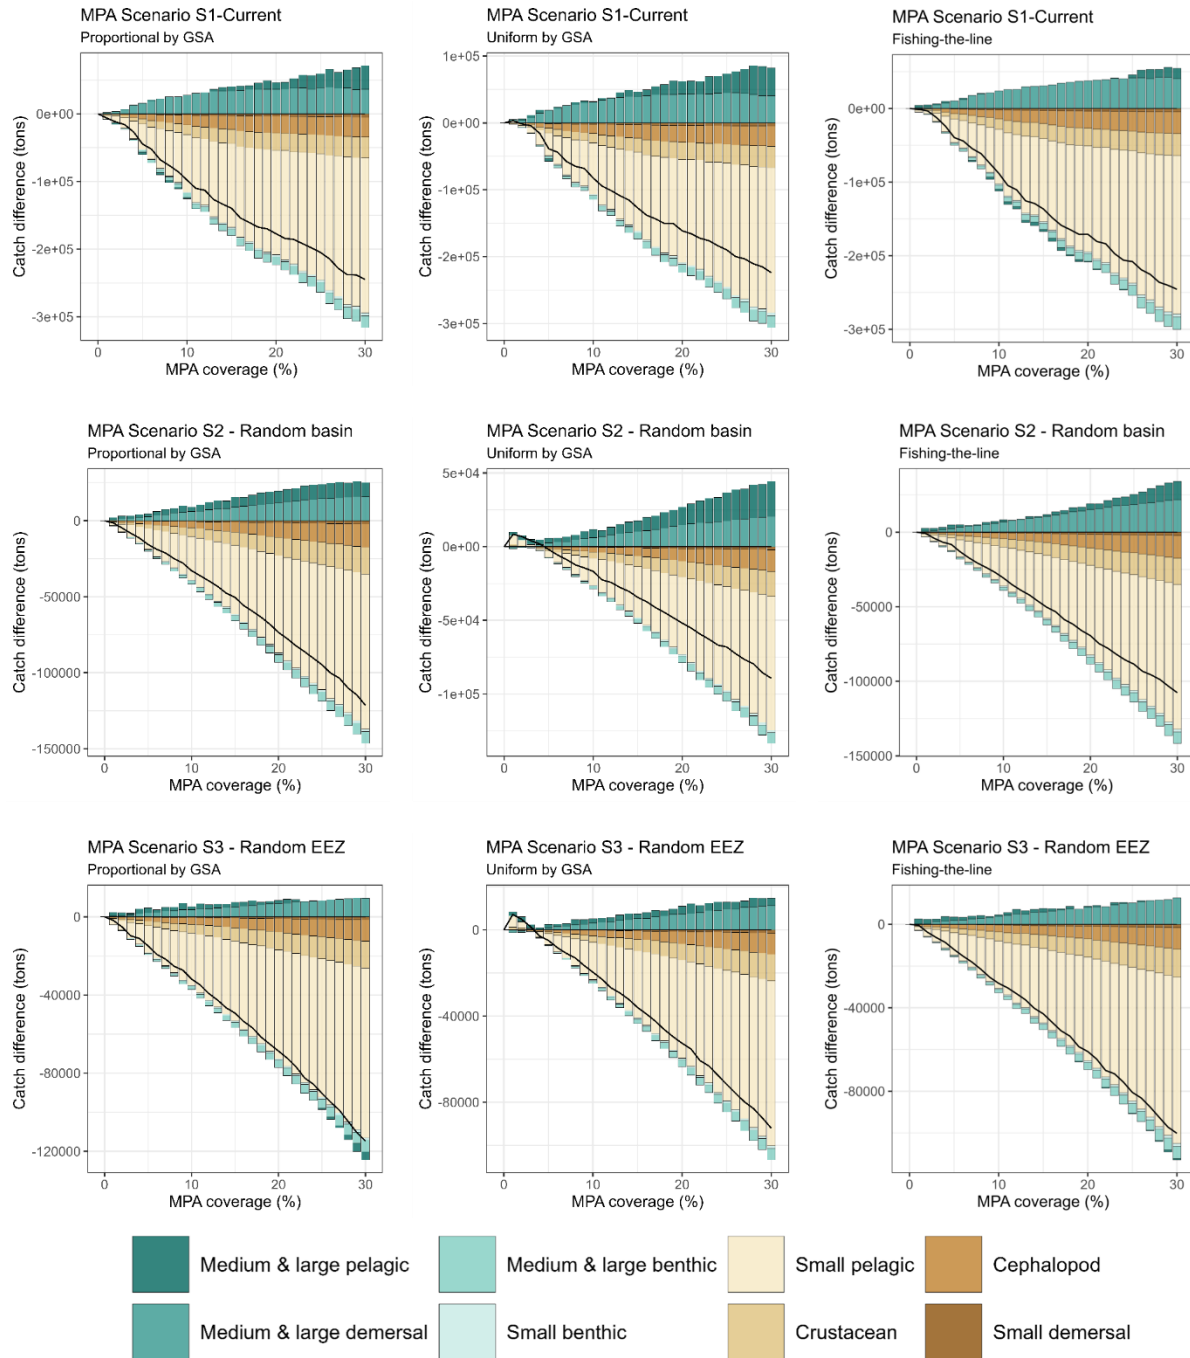 MPA Scenario S1-Current
Proportional by GSA
Catch difference (tons)
0e+00
-1e+05
-2e+05
-3e+05
0 10 20 30
MPA coverage (%)
MPA Scenario S1-Current
Uniform by GSA
Catch difference (tons)
1e+05
0e+00
-1e+05
-2e+05
-3e+05
0 10 20 30
MPA coverage (%)
MPA Scenario S1-Current
Fishing-the-line
Catch difference (tons)
0e+00
-1e+05
-2e+05
-3e+05
0 10 20 30
MPA coverage (%)
MPA Scenario S2 - Random basin
Proportional by GSA
Catch difference (tons)
0
-50000
-100000
-150000
0 10 20 30
MPA coverage (%)
MPA Scenario S2 - Random basin
Uniform by GSA
Catch difference (tons)
5e+04
0e+00
-5e+04
-1e+05
0 10 20 30
MPA coverage (%)
MPA Scenario S2 - Random basin
Fishing-the-line
Catch difference (tons)
0
-50000
-100000
-150000
0 10 20 30
MPA coverage (%)
MPA Scenario S3 - Random EEZ
Proportional by GSA
Catch difference (tons)
0
-40000
-80000
-120000
0 10 20 30
MPA coverage (%)
MPA Scenario S3 - Random EEZ
Uniform by GSA
Catch difference (tons)
0
-40000
-80000
0 10 20 30
MPA coverage (%)
MPA Scenario S3 - Random EEZ
Fishing-the-line
Catch difference (tons)
0
-40000
-80000
0 10 20 30
MPA coverage (%)
Medium & large pelagic
Medium & large benthic
Small pelagic
Cephalopod
Medium & large demersal
Small benthic
Crustacean
Small demersal